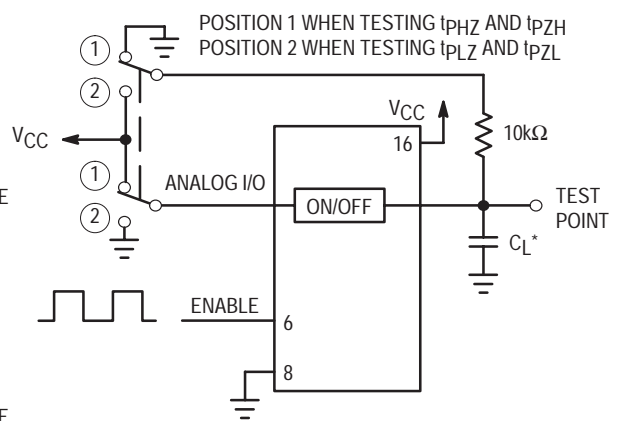 POSITION 1 WHEN TESTING tPHZ AND tPZH
POSITION 2 WHEN TESTING tPLZ AND tPZL
1
2
VCC
VCC
16
10kΩ
1
ANALOG I/O
ON/OFF
TEST
POINT
E
2
CL*
ENABLE
6
8
E